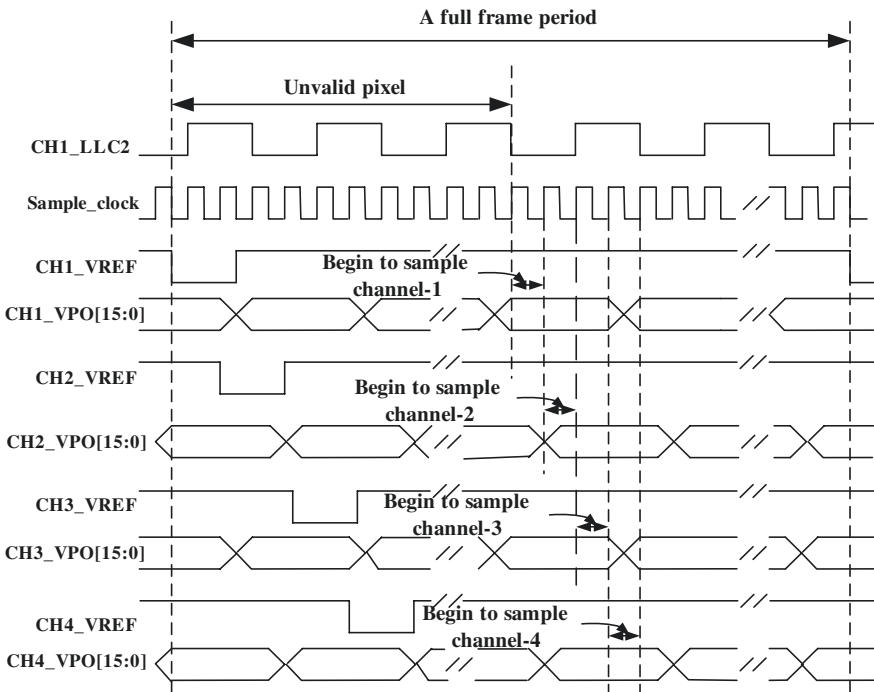 A full frame period
Unvalid pixel
CH1_LLC2
Sample_clock
CH1_VREF
Begin to sample
channel-1
CH1_VPO[15:0]
CH2_VREF
Begin to sample
channel-2
CH2_VPO[15:0]
CH3_VREF
Begin to sample
channel-3
CH3_VPO[15:0]
CH4_VREF
Begin to sample
channel-4
CH4_VPO[15:0]